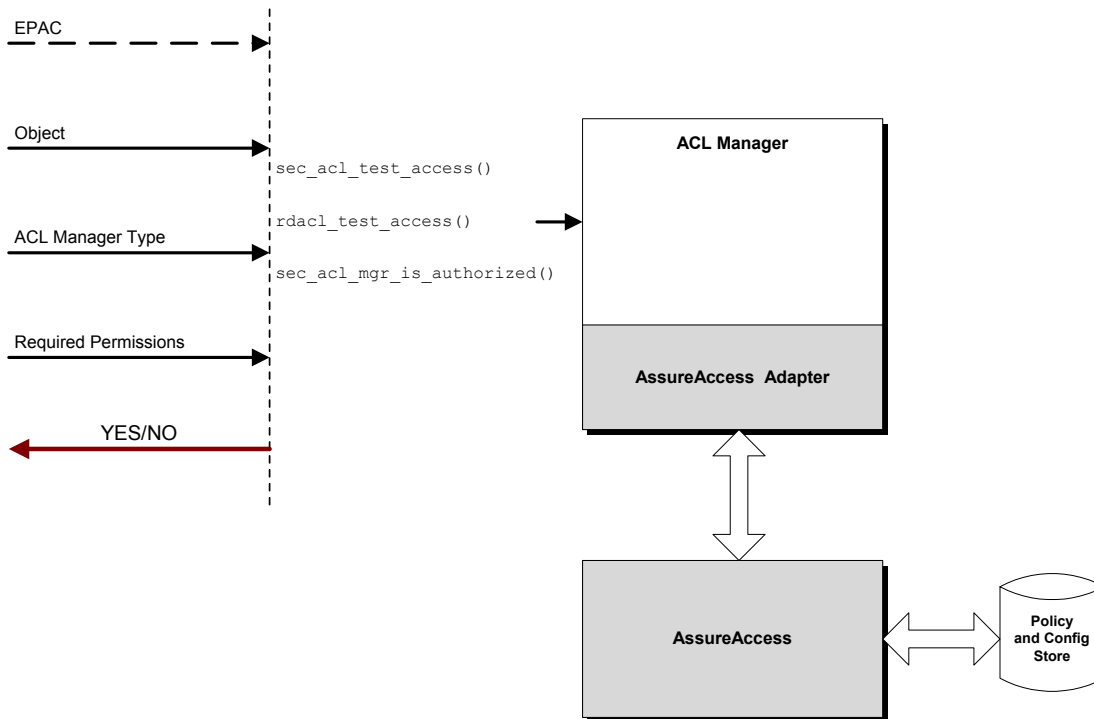 EPAC
Object
sec_acl_test_access()
rdacl_test_access()
ACL Manager Type
sec_acl_mgr_is_authorized()
Required Permissions
YES/NO
ACL Manager
AssureAccess Adapter
AssureAccess
Policy
and Config
Store